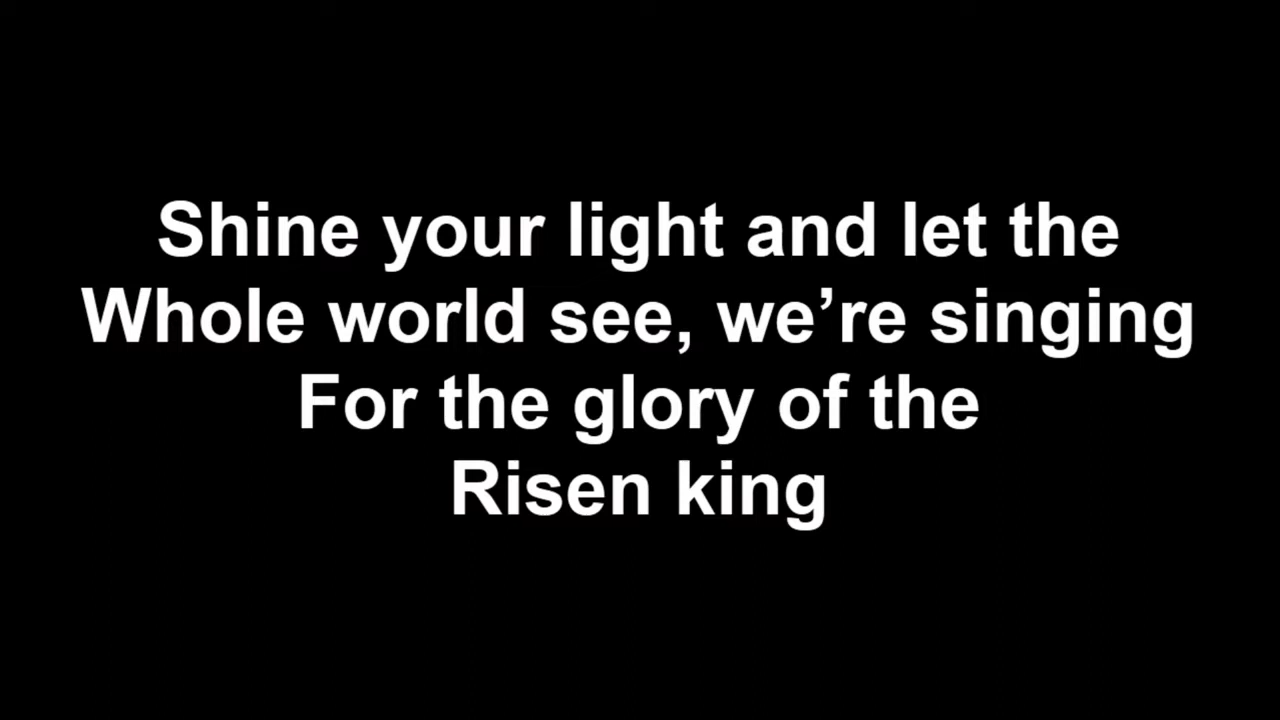 Shine your light and let the
Whole world see, we’re singing
For the glory of the
Risen king